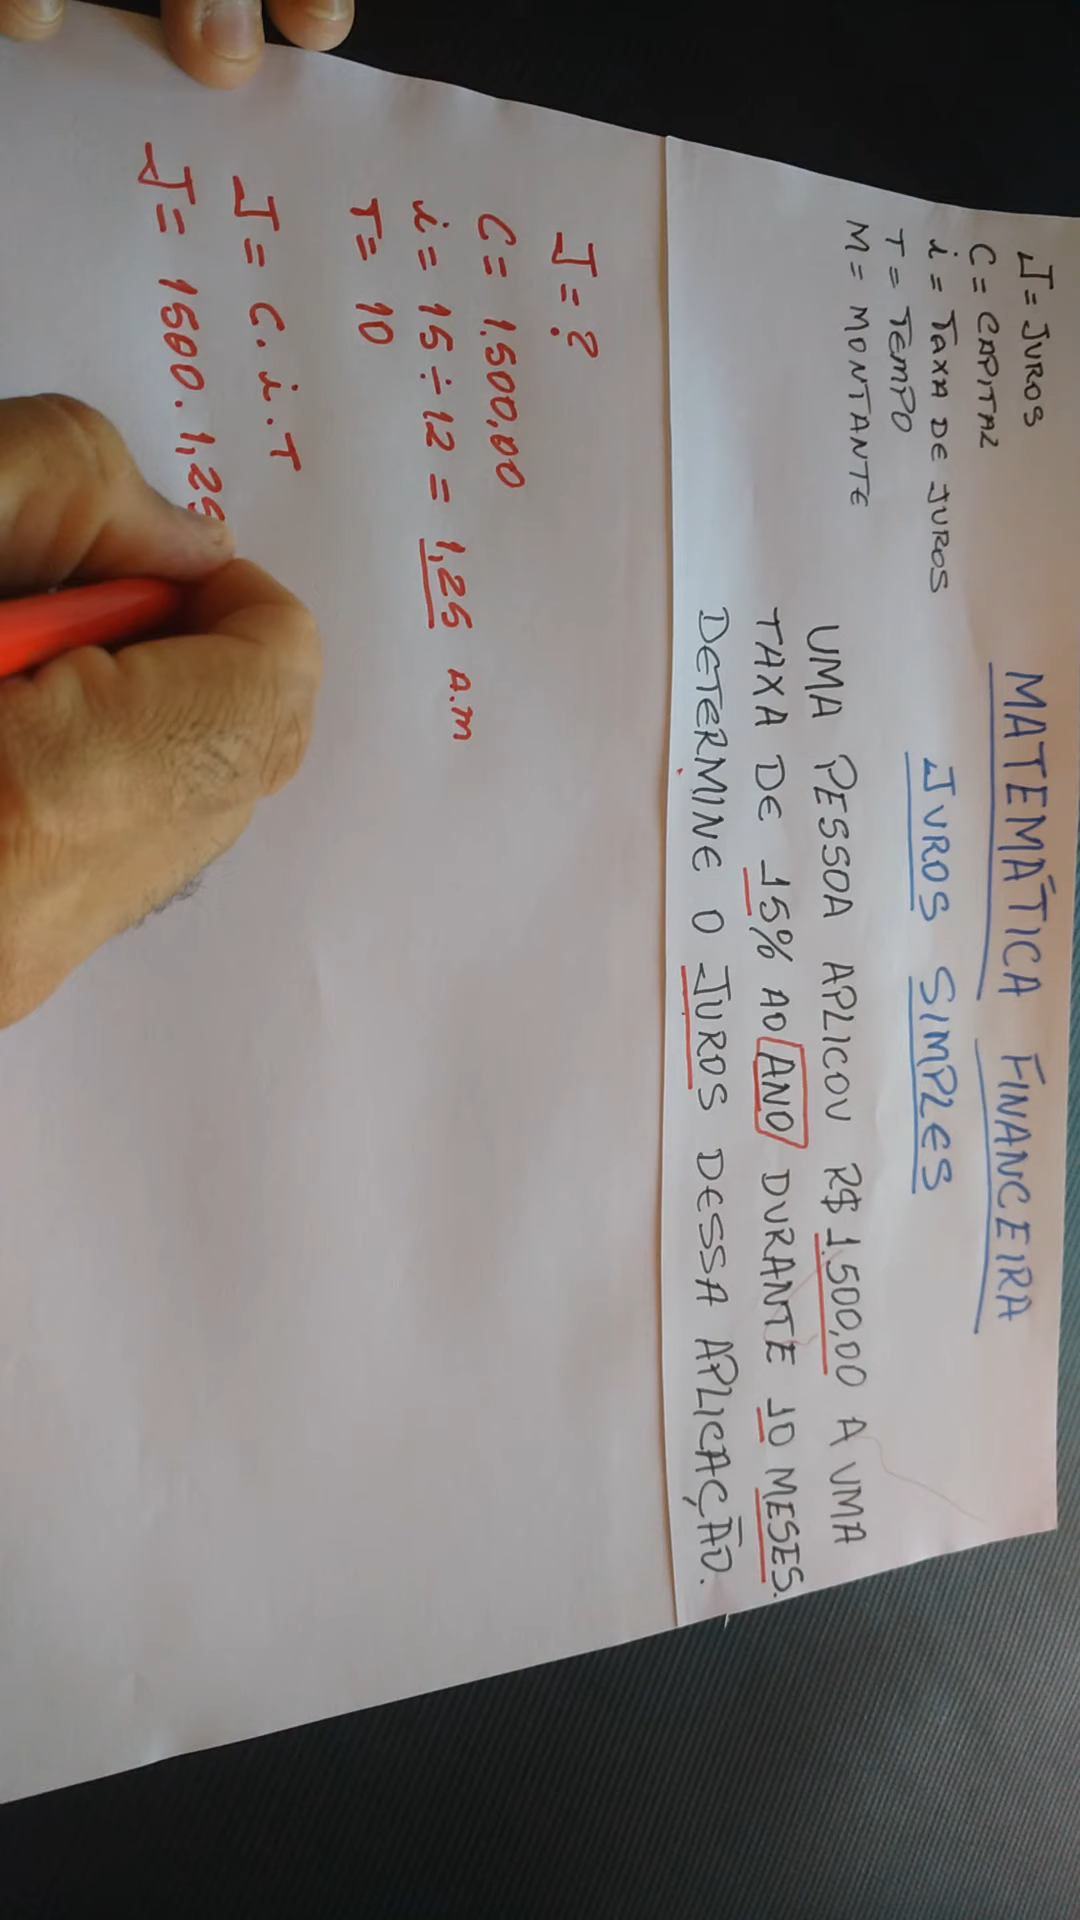 MATEMÁTICA FINANCEIRA
JUROS SIMPLES
J = JUROS
C = CAPITAL
i = TAXA DE JUROS
T = TEMPO
M = MONTANTE
UMA PESSOA APLICOU R$ 1.500,00 A UMA
TAXA DE 15% AO ANO DURANTE 10 MESES.
DETERMINE O JUROS DESSA APLICAÇÃO.
J = ?
C = 1.500,00
i = 15 ÷ 12 = 1,25 A.M
T = 10
J = C . i . T
J = 1500 . 1,25